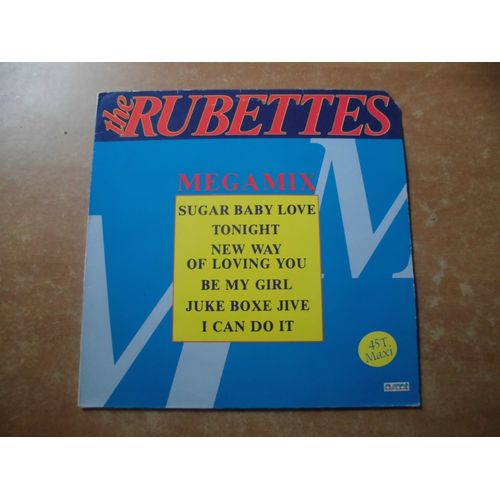 the RUBETTES
MEGAMIX
SUGAR BABY LOVE
TONIGHT
NEW WAY
OF LOVING YOU
BE MY GIRL
JUKE BOXE JIVE
I CAN DO IT
45T.
Maxi